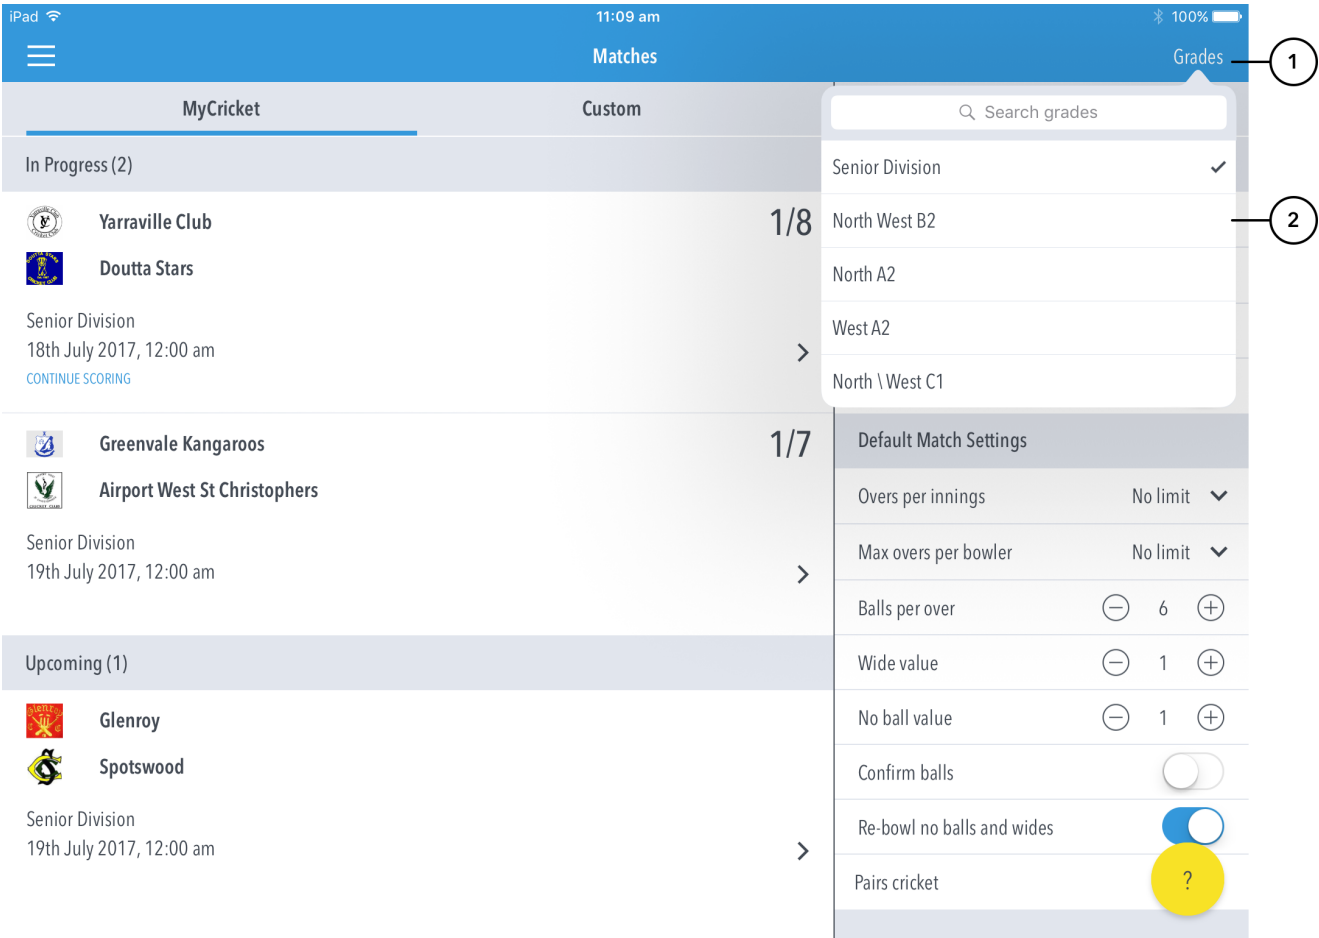 iPad
11:09 am
100%
Matches
Grades
1
MyCricket
Custom
Search grades
In Progress (2)
Senior Division
North West B2
2
North A2
West A2
North \ West C1
Yarraville Club
1/8
Doutta Stars
Senior Division
18th July 2017, 12:00 am
CONTINUE SCORING
Greenvale Kangaroos
1/7
Airport West St Christophers
Senior Division
19th July 2017, 12:00 am
Upcoming (1)
Glenroy
Spotswood
Senior Division
19th July 2017, 12:00 am
Default Match Settings
Overs per innings No limit
Max overs per bowler No limit
Balls per over 6
Wide value 1
No ball value 1
Confirm balls
Re-bowl no balls and wides
Pairs cricket
?